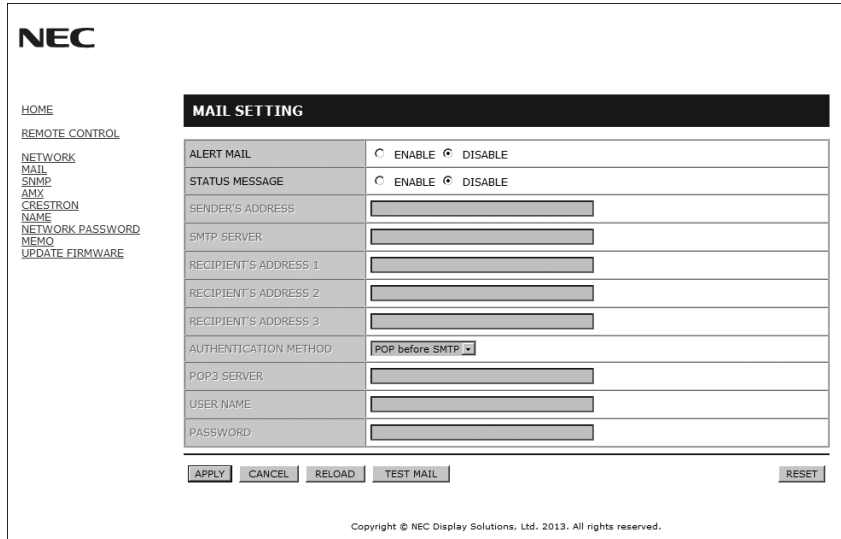 NEC
HOME
REMOTE CONTROL
NETWORK
MAIL
SNMP
AMX
CRESTRON
NAME
NETWORK PASSWORD
MEMO
UPDATE FIRMWARE
MAIL SETTING
ALERT MAIL ENABLE DISABLE
STATUS MESSAGE ENABLE DISABLE
SENDER'S ADDRESS
SMTP SERVER
RECIPIENT'S ADDRESS 1
RECIPIENT'S ADDRESS 2
RECIPIENT'S ADDRESS 3
AUTHENTICATION METHOD POP before SMTP
POP3 SERVER
USER NAME
PASSWORD
APPLY CANCEL RELOAD TEST MAIL RESET
Copyright © NEC Display Solutions, Ltd. 2013. All rights reserved.